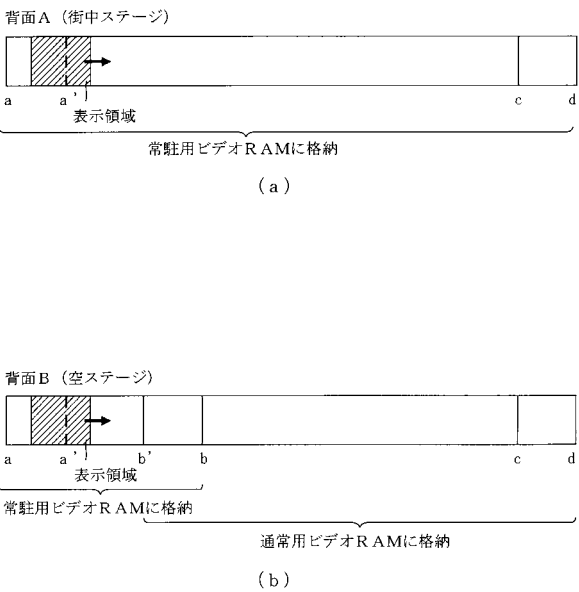 背面A（街中ステージ）
a a' c d
表示領域
常駐用ビデオRAMに格納
(a)
背面B（空ステージ）
a a' b' b c d
表示領域
常駐用ビデオRAMに格納
通常用ビデオRAMに格納
(b)